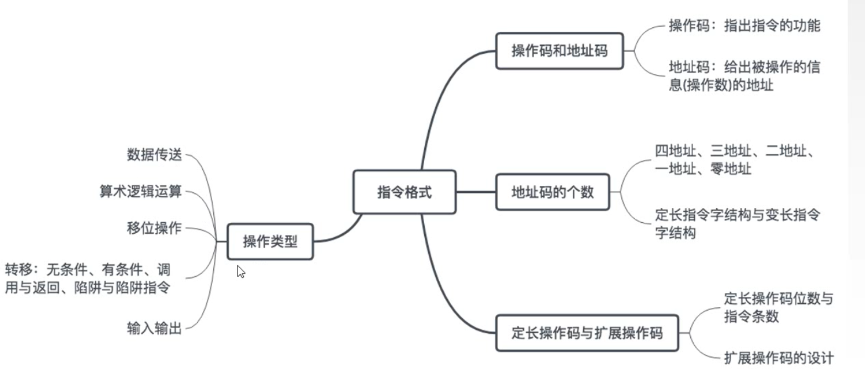 指令格式
操作码和地址码
操作码：指出指令的功能
地址码：给出被操作的信
息(操作数)的地址
地址码的个数
四地址、三地址、二地址、
一地址、零地址
定长指令字结构与变长指令
字结构
定长操作码与扩展操作码
定长操作码位数与
指令条数
扩展操作码的设计
操作类型
数据传送
算术逻辑运算
移位操作
转移：无条件、有条件、调
用与返回、陷阱与陷阱指令
输入输出